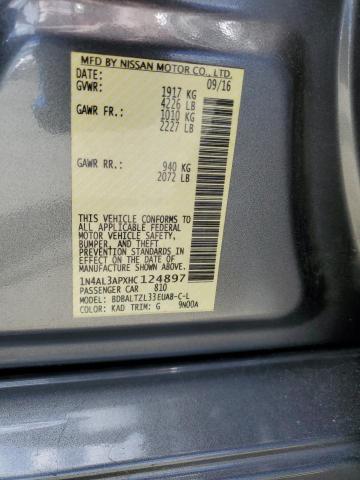 MFD BY NISSAN MOTOR CO., LTD.
DATE: 09/16
GVWR: 1917 KG
4226 LB
GAWR FR.: 1010 KG
2227 LB
GAWR RR.: 940 KG
2072 LB
THIS VEHICLE CONFORMS TO
ALL APPLICABLE FEDERAL
MOTOR VEHICLE SAFETY,
BUMPER, AND THEFT
PREVENTION STANDARDS
IN EFFECT ON THE DATE OF
MANUFACTURE SHOWN ABOVE.
1N4AL3APXHC124897
PASSENGER CAR 810
MODEL: BDBALTZL33EUA8-C-L
COLOR: KAD TRIM: G 9N00A